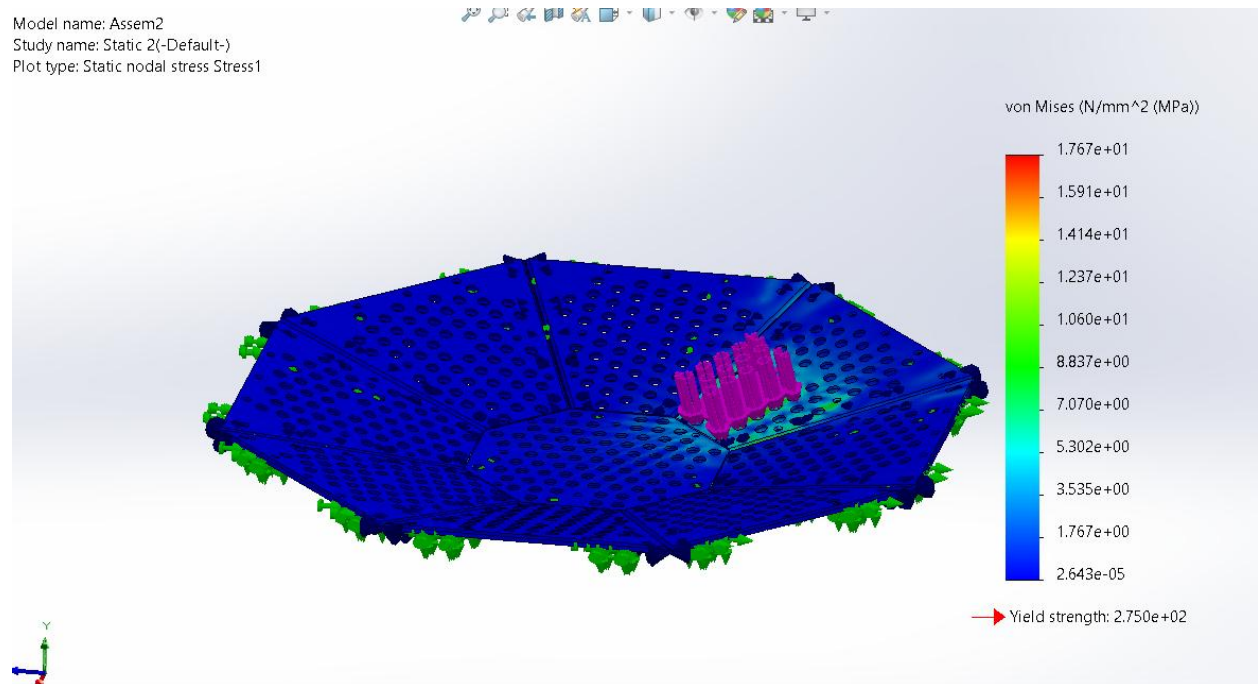 Model name: Assem2
Study name: Static 2(-Default-)
Plot type: Static nodal stress Stress1
von Mises (N/mm^2 (MPa))
1.767e+01
1.591e+01
1.414e+01
1.237e+01
1.060e+01
8.837e+00
7.070e+00
5.302e+00
3.535e+00
1.767e+00
2.643e-05
Yield strength: 2.750e+02
Y